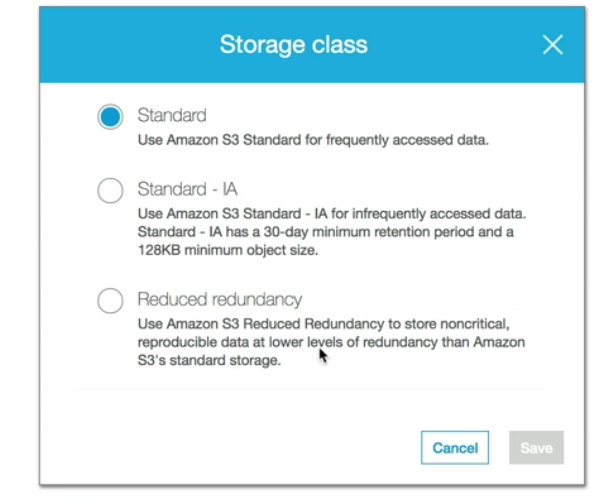 Storage class
Standard
Use Amazon S3 Standard for frequently accessed data.
Standard - IA
Use Amazon S3 Standard - IA for infrequently accessed data.
Standard - IA has a 30-day minimum retention period and a
128KB minimum object size.
Reduced redundancy
Use Amazon S3 Reduced Redundancy to store noncritical,
reproducible data at lower levels of redundancy than Amazon
S3's standard storage.
Cancel Save